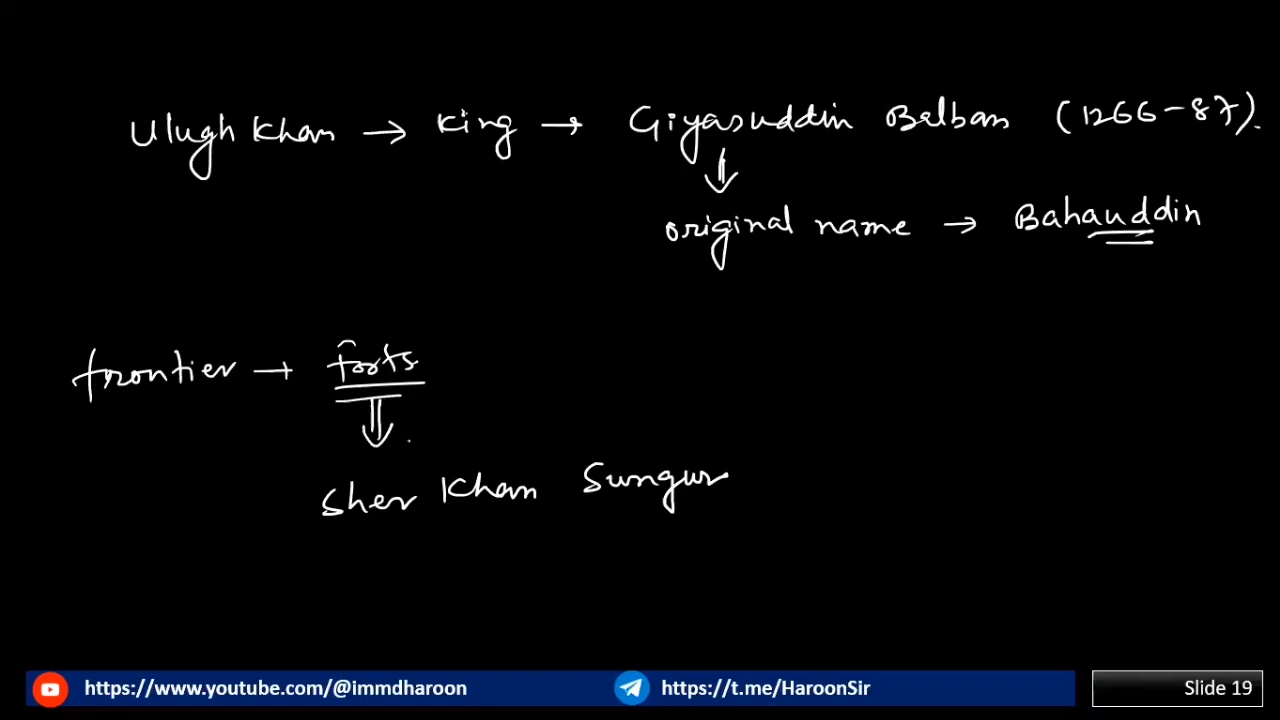 Ulugh Khan → King → Giyasuddin Balban (1266-87).
original name → Bahauddin
frontier → forts
Sher Khan Sungur
https://www.youtube.com/@immdharoon
https://t.me/HaroonSir
Slide 19